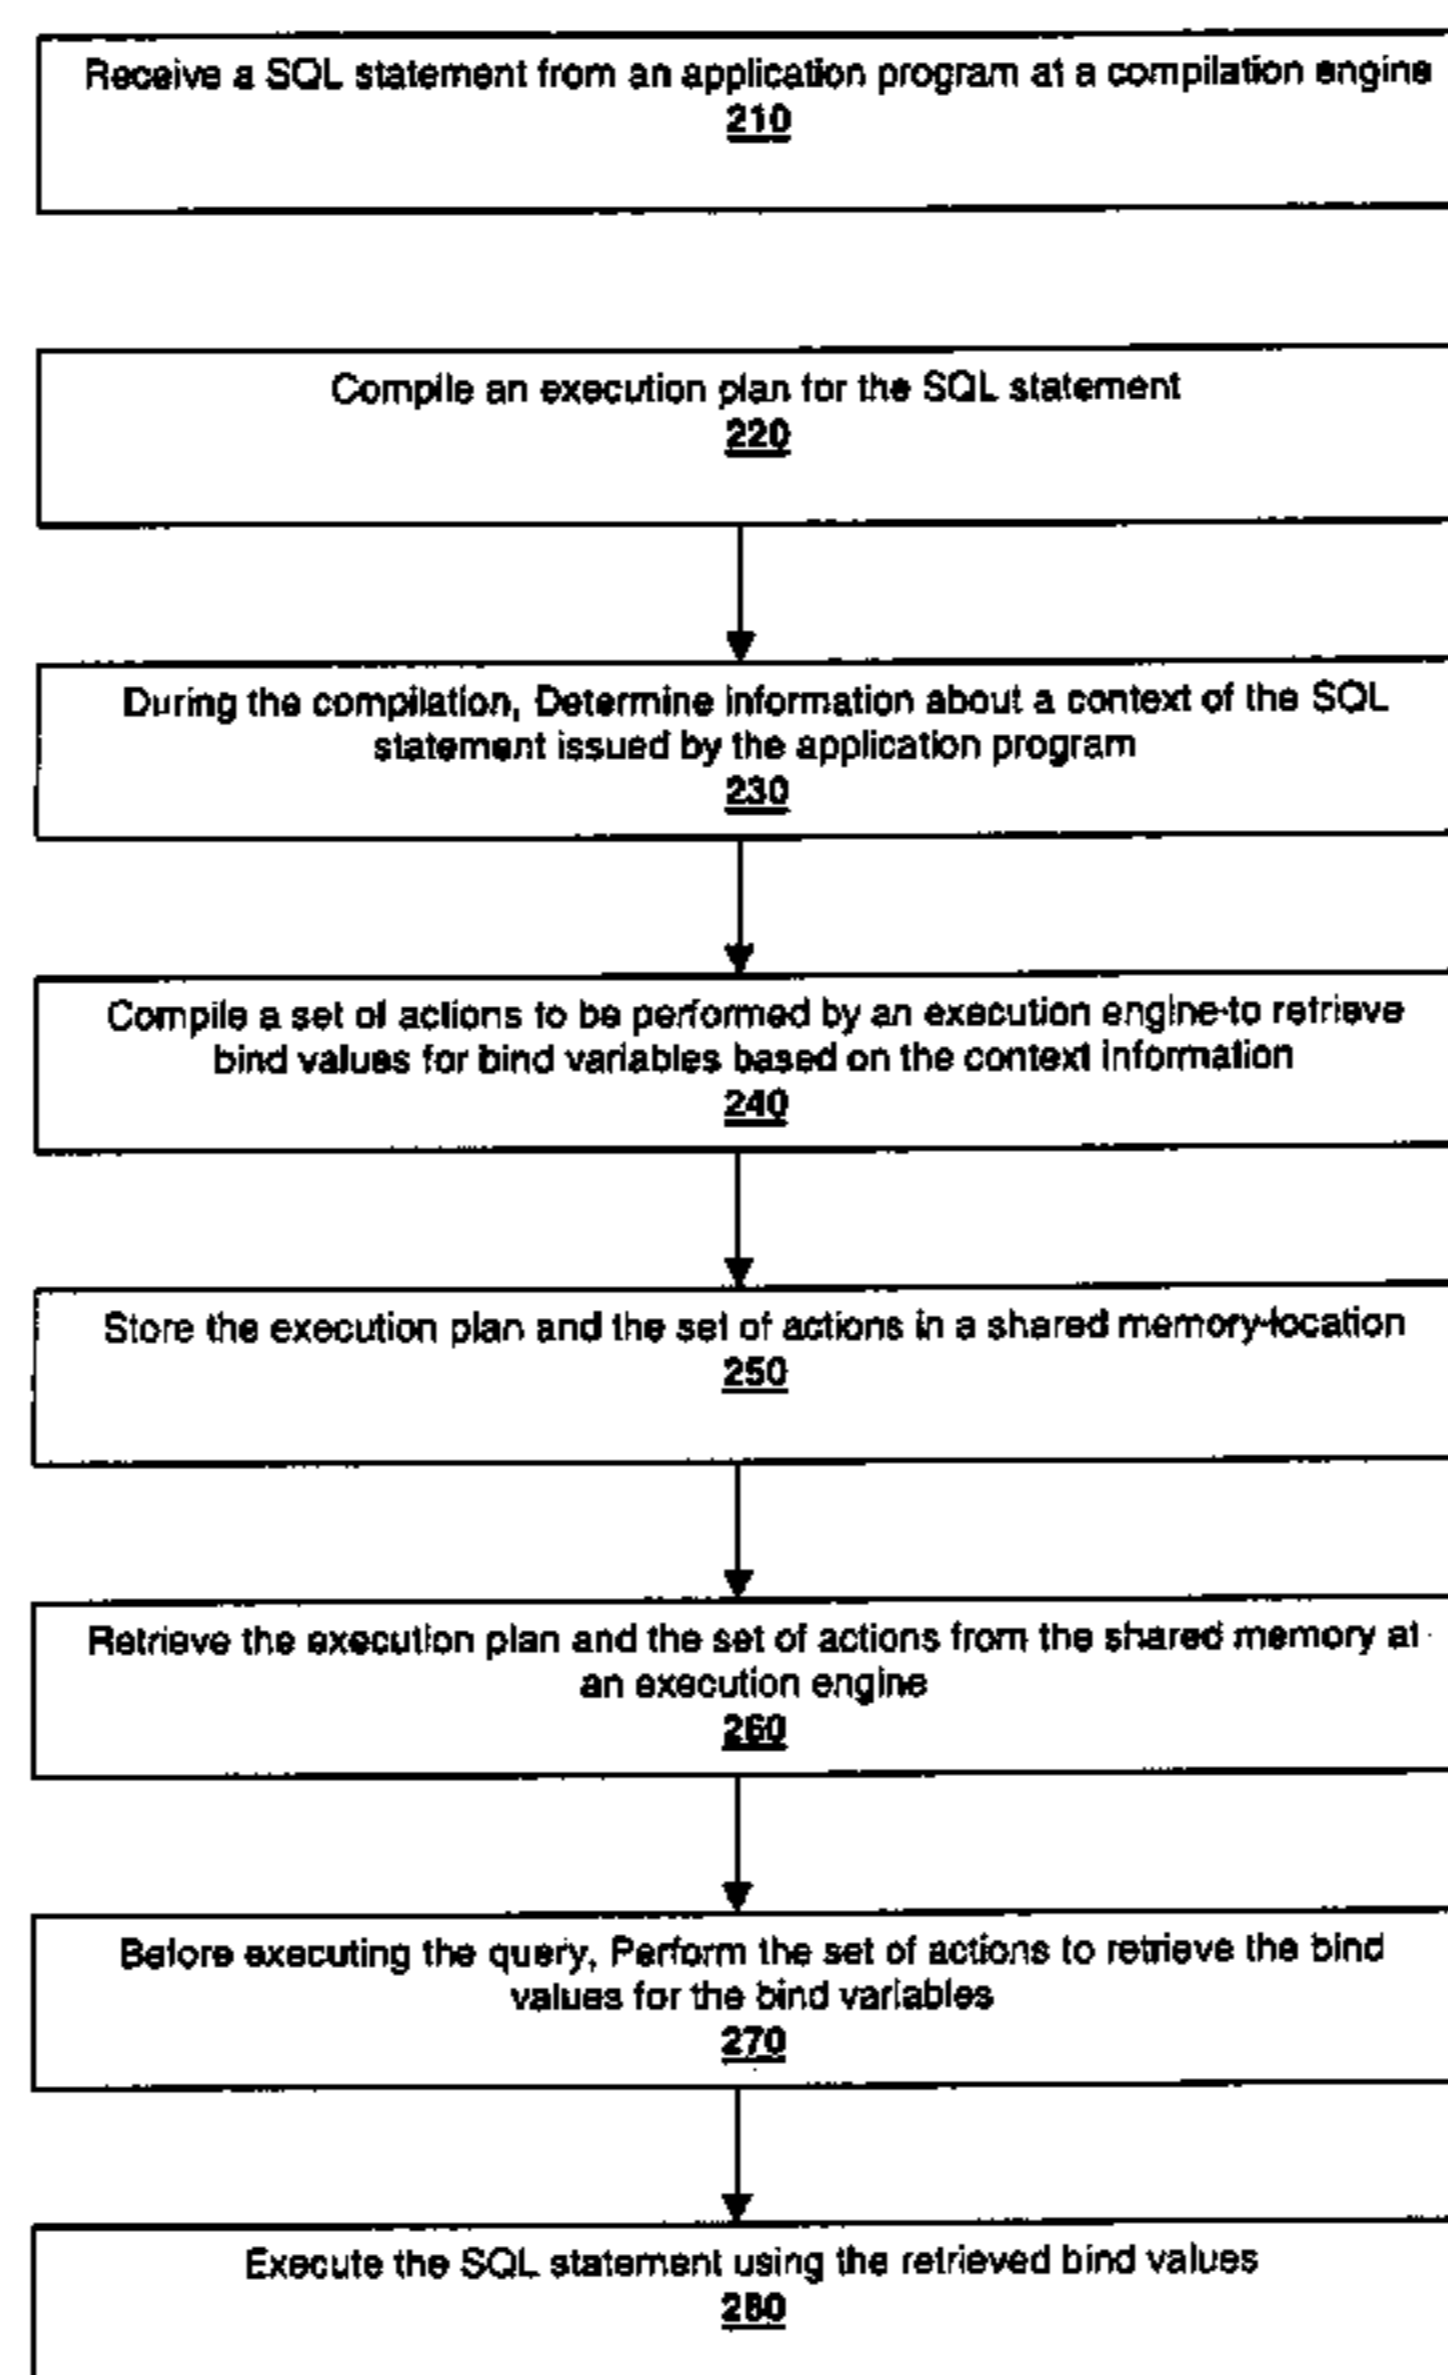 Receive a SQL statement from an application program at a compilation engine
210
Compile an execution plan for the SQL statement
220
During the compilation, Determine information about a context of the SQL
statement issued by the application program
230
Compile a set of actions to be performed by an execution engine to retrieve
bind values for bind variables based on the context information
240
Store the execution plan and the set of actions in a shared memory location
250
Retrieve the execution plan and the set of actions from the shared memory at
an execution engine
260
Before executing the query, Perform the set of actions to retrieve the bind
values for the bind variables
270
Execute the SQL statement using the retrieved bind values
280